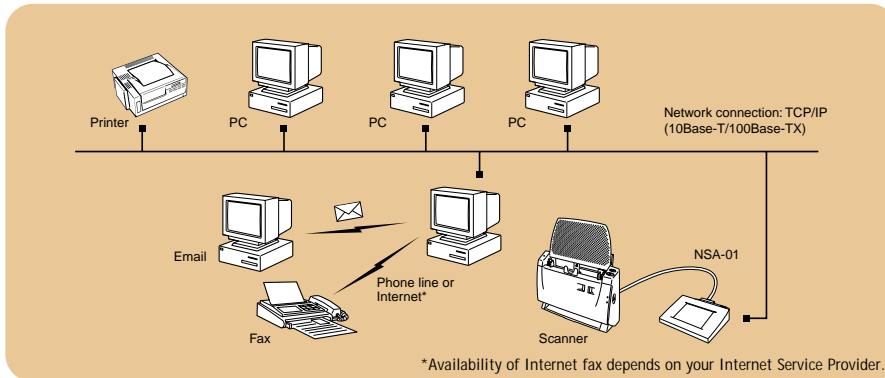 Printer
PC
PC
PC
Network connection: TCP/IP
(10Base-T/100Base-TX)
Email
Phone line or
Internet*
Fax
Scanner
NSA-01
*Availability of Internet fax depends on your Internet Service Provider.